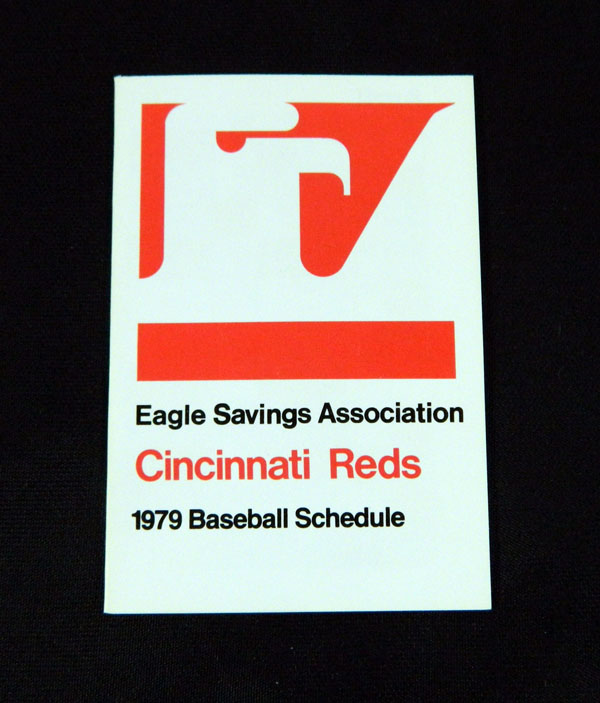 Eagle Savings Association
Cincinnati Reds
1979 Baseball Schedule